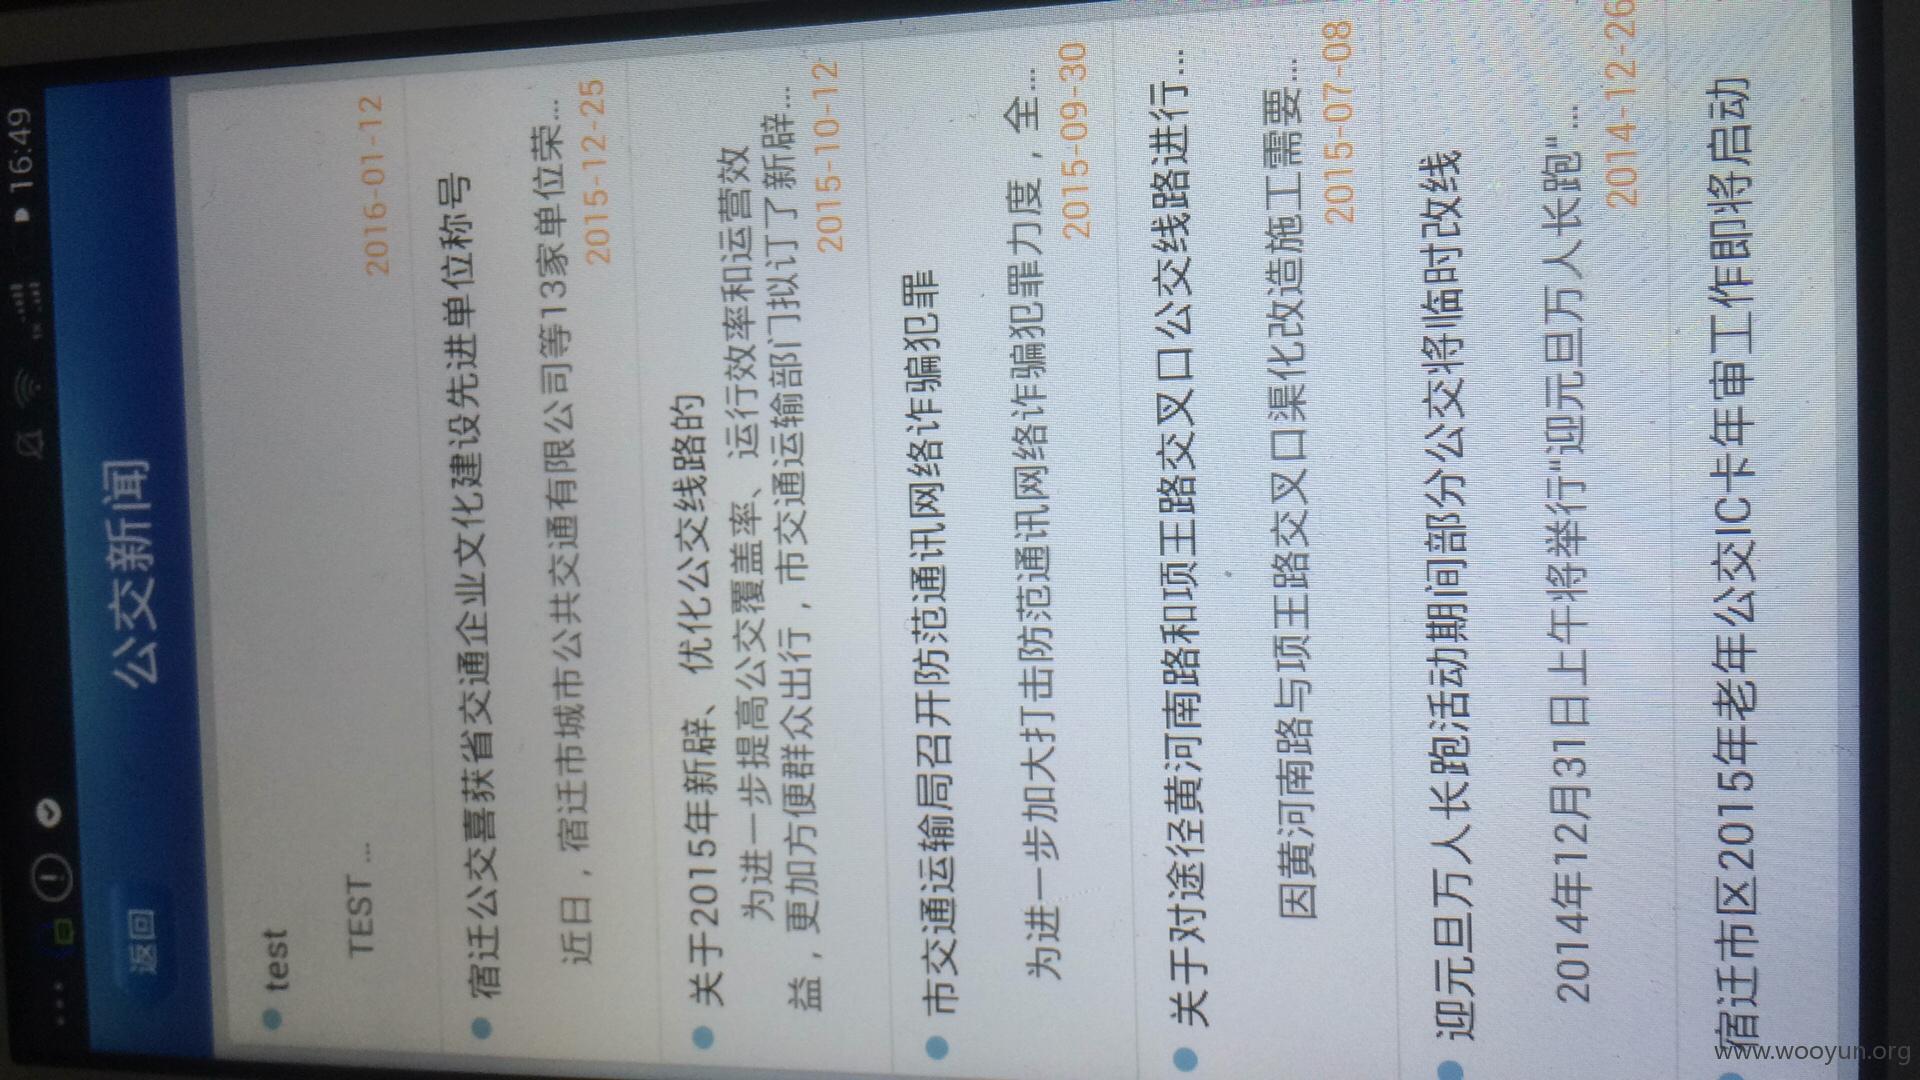 16:49
返回
公交新闻
test
TEST ...
2016-01-12
宿迁公交喜获省交通企业文化建设先进单位称号
近日，宿迁市城市公共交通有限公司等13家单位荣...
2015-12-25
关于2015年新辟、优化公交线路的
为进一步提高公交覆盖率、运行效率和运营效
益，更加方便群众出行，市交通运输部门拟订了新辟...
2015-10-12
市交通运输局召开防范通讯网络诈骗犯罪
为进一步加大打击防范通讯网络诈骗犯罪力度，全...
2015-09-30
关于对途径黄河南路和项王路交叉口公交线路进行...
因黄河南路与项王路交叉口渠化改造施工需要...
2015-07-08
迎元旦万人长跑活动期间部分公交将临时改线
2014年12月31日上午将举行“迎元旦万人长跑”...
2014-12-26
宿迁市区2015年老年公交IC卡年审工作即将启动
www.wooyun.org